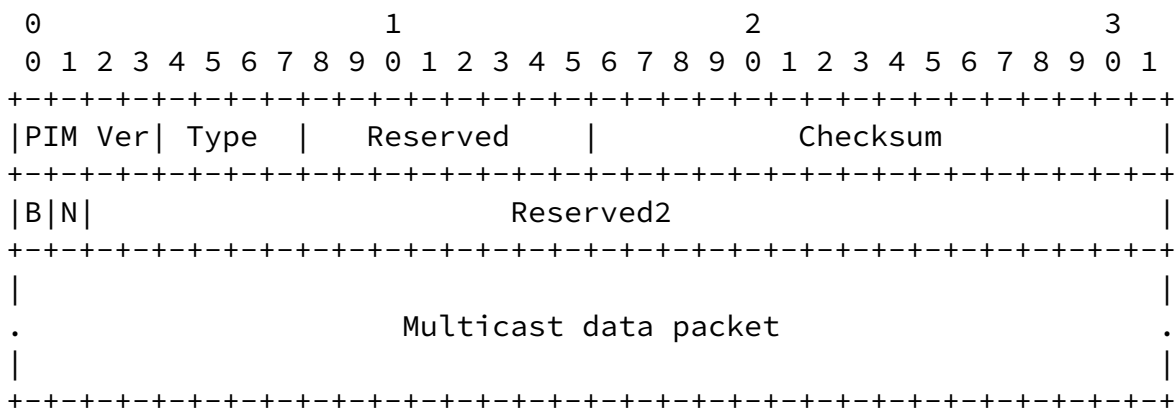 0                   1                   2                   3
 0 1 2 3 4 5 6 7 8 9 0 1 2 3 4 5 6 7 8 9 0 1 2 3 4 5 6 7 8 9 0 1
+-+-+-+-+-+-+-+-+-+-+-+-+-+-+-+-+-+-+-+-+-+-+-+-+-+-+-+-+-+-+-+-+
|PIM Ver| Type  |   Reserved    |           Checksum            |
+-+-+-+-+-+-+-+-+-+-+-+-+-+-+-+-+-+-+-+-+-+-+-+-+-+-+-+-+-+-+-+-+
|B|N|                       Reserved2                           |
+-+-+-+-+-+-+-+-+-+-+-+-+-+-+-+-+-+-+-+-+-+-+-+-+-+-+-+-+-+-+-+-+
|                                                               |
.                     Multicast data packet                     .
|                                                               |
+-+-+-+-+-+-+-+-+-+-+-+-+-+-+-+-+-+-+-+-+-+-+-+-+-+-+-+-+-+-+-+-+